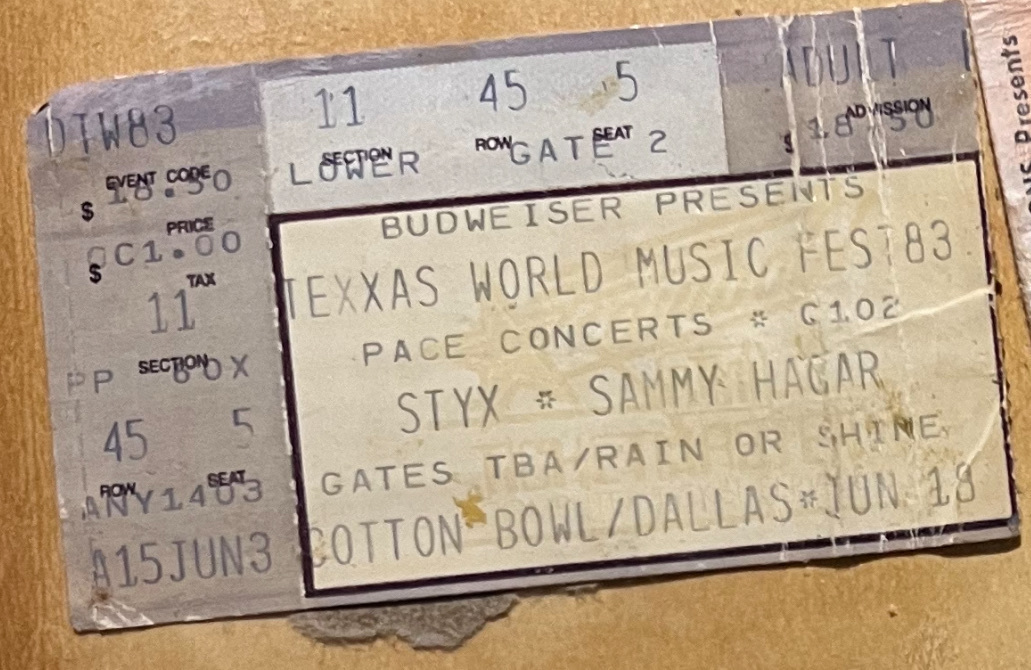 DTW83
EVENT CODE
$ 18.50
PRICE
$ CC1.00
TAX
11
SECTION
PP BOX
45 5
ROW SEAT
ANY1403
A15JUN3
11 45 5
SECTION ROW SEAT
LOWER GATE 2
ADULT
ADMISSION
$ 18.50
BUDWEISER PRESENTS
TEXXAS WORLD MUSIC FEST83
PACE CONCERTS * C102
STYX * SAMMY HAGAR
GATES TBA/RAIN OR SHINE
COTTON BOWL/DALLAS*JUN 18
Presents